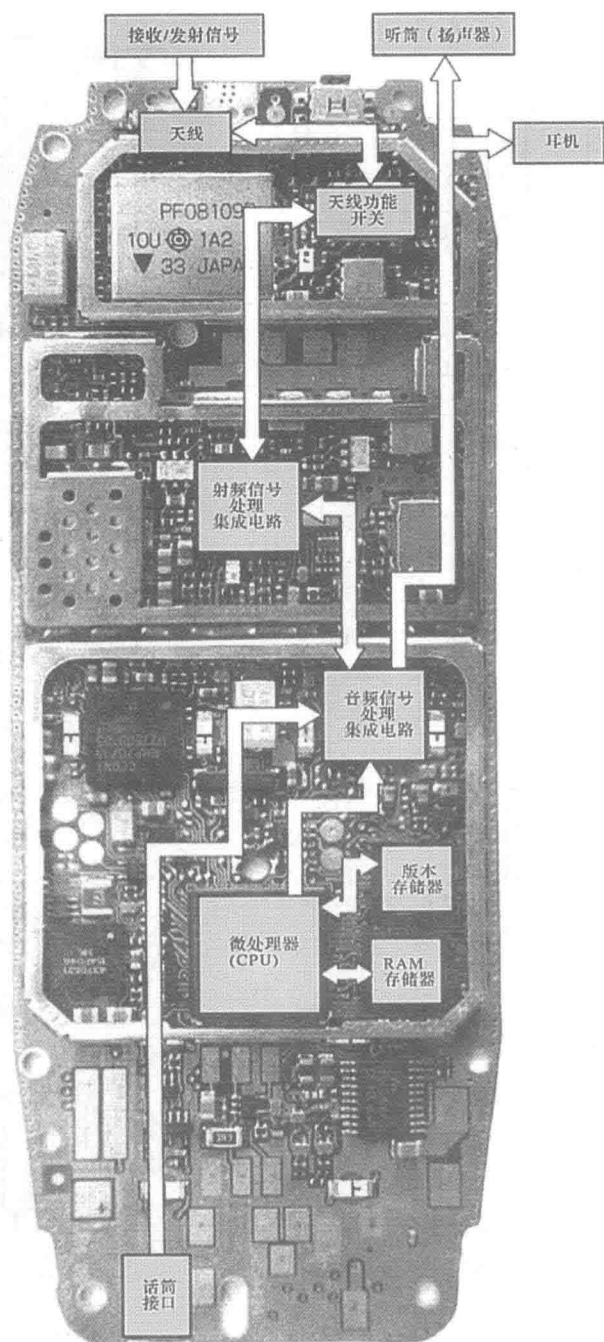 接收/发射信号
听筒（扬声器）
天线
耳机
天线功能
开关
PF08109
10U 1A2
33 JAPA
射频信号
处理
集成电路
音频信号
处理
集成电路
版本
存储器
微处理器
(CPU)
RAM
存储器
话筒
接口